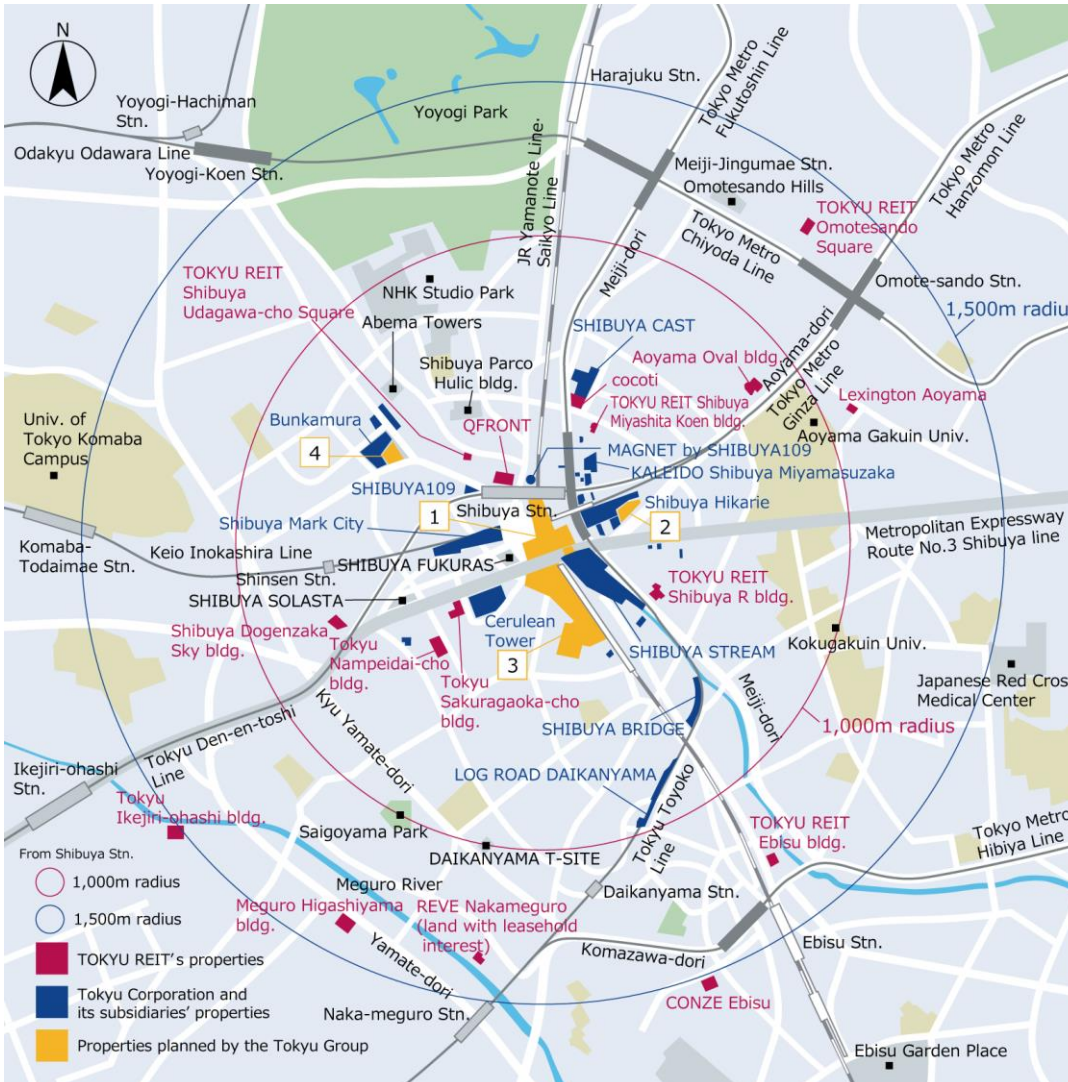 N
Harajuku Stn.
Yoyogi-Hachiman
Stn.
Yoyogi Park
Tokyo Metro
Fukutoshin Line
Odakyu Odawara Line
Yoyogi-Koen Stn.
Meiji-Jingumae Stn.
Omotesando Hills
Tokyo Metro
Hanzomon Line
JR Yamanote Line·
Saikyo Line
TOKYU REIT
Omotesando
Square
Tokyo Metro
Chiyoda Line
Meiji-dori
TOKYU REIT
Shibuya
Udagawa-cho Square
NHK Studio Park
Omote-sando Stn.
Abema Towers
1,500m radius
SHIBUYA CAST
Aoyama-dori
Shibuya Parco
Hulic bldg.
Aoyama Oval bldg.
cocoti
Tokyo Metro
Ginza Line
Lexington Aoyama
TOKYU REIT Shibuya
Miyashita Koen bldg.
Univ. of
Tokyo Komaba
Campus
Bunkamura
4
QFRONT
Aoyama Gakuin Univ.
MAGNET by SHIBUYA109
KALEIDO Shibuya Miyamasuzaka
SHIBUYA109
Shibuya Stn.
Shibuya Hikarie
1
2
Shibuya Mark City
Metropolitan Expressway
Route No.3 Shibuya line
Komaba-
Todaimae Stn.
Keio Inokashira Line
Shinsen Stn.
SHIBUYA FUKURAS
SHIBUYA SOLASTA
TOKYU REIT
Shibuya R bldg.
Shibuya Dogenzaka
Sky bldg.
Tokyu
Nampeidai-cho
bldg.
Cerulean
Tower
3
SHIBUYA STREAM
Kokugakuin Univ.
Tokyu
Sakuragaoka-cho
bldg.
Japanese Red Cross
Medical Center
Kyu Yamate-dori
Meiji-dori
SHIBUYA BRIDGE
1,000m radius
Tokyu Den-en-toshi
Line
Ikejiri-ohashi
Stn.
LOG ROAD DAIKANYAMA
Tokyu Toyoko
Line
Tokyu
Ikejiri-ohashi bldg.
Saigoyama Park
TOKYU REIT
Ebisu bldg.
Tokyo Metro
Hibiya Line
DAIKANYAMA T-SITE
From Shibuya Stn.
1,000m radius
1,500m radius
TOKYU REIT's properties
Tokyu Corporation and
its subsidiaries' properties
Properties planned by the Tokyu Group
Meguro River
Daikanyama Stn.
Meguro Higashiyama
bldg.
REVE Nakameguro
(land with leasehold
interest)
Yamate-dori
Komazawa-dori
Ebisu Stn.
CONZE Ebisu
Naka-meguro Stn.
Ebisu Garden Place